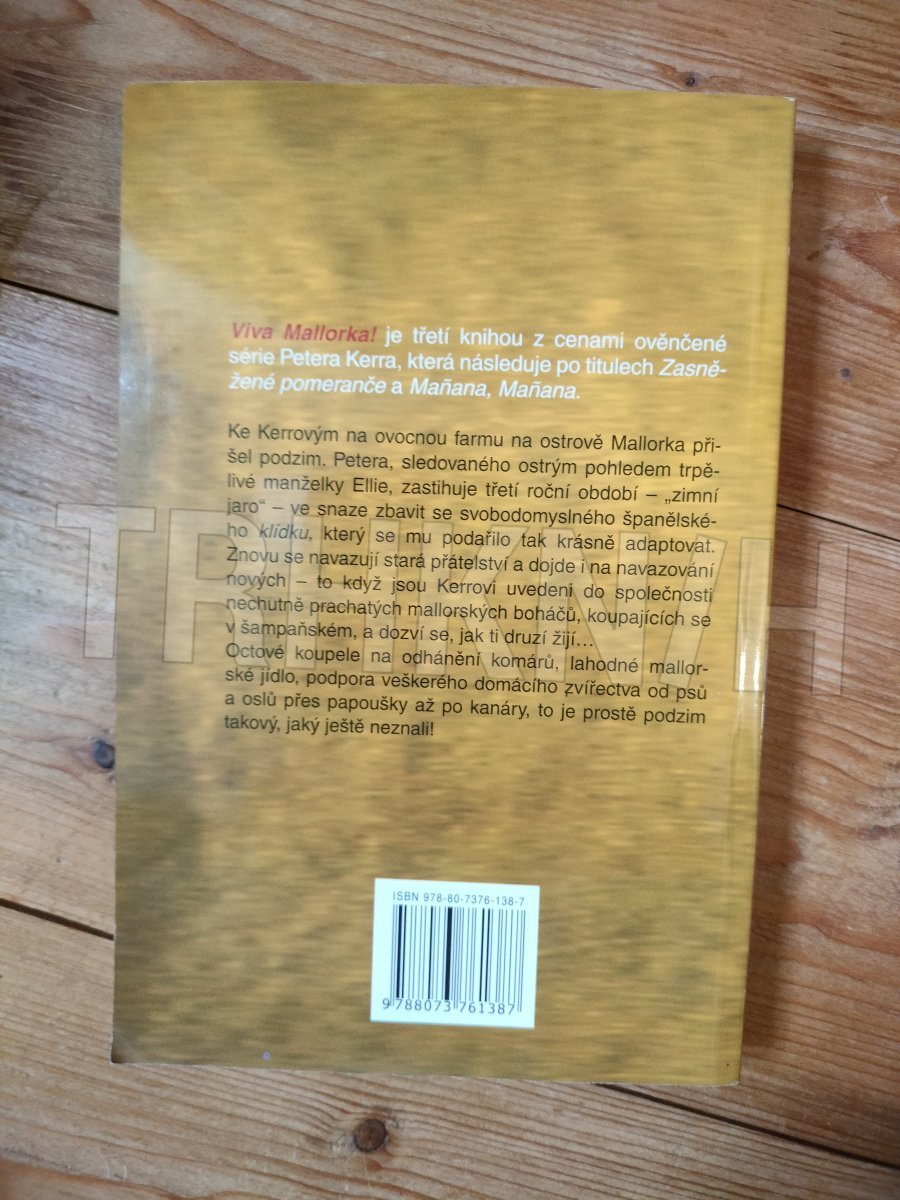 Viva Mallorka! je třetí knihou z cenami ověnčené
série Petera Kerra, která následuje po titulech Zasně-
žené pomeranče a Mañana, Mañana.
Ke Kerrovým na ovocnou farmu na ostrově Mallorka při-
šel podzim. Petera, sledovaného ostrým pohledem trpě-
livé manželky Ellie, zastihuje třetí roční období – „zimní
jaro“ – ve snaze zbavit se svobodomyslného španělské-
ho klídku, který se mu podařilo tak krásně adaptovat.
Znovu se navazují stará přátelství a dojde i na navazování
nových – to když jsou Kerrovi uvedeni do společnosti
nechutně prachatých mallorských boháčů, koupajících se
v šampaňském, a dozví se, jak ti druzí žijí...
Octové koupele na odhánění komárů, lahodné mallor-
ské jídlo, podpora veškerého domácího zvířectva od psů
a oslů přes papoušky až po kanáry, to je prostě podzim
takový, jaký ještě neznali!
ISBN 978-80-7376-138-7
9 788073 761387